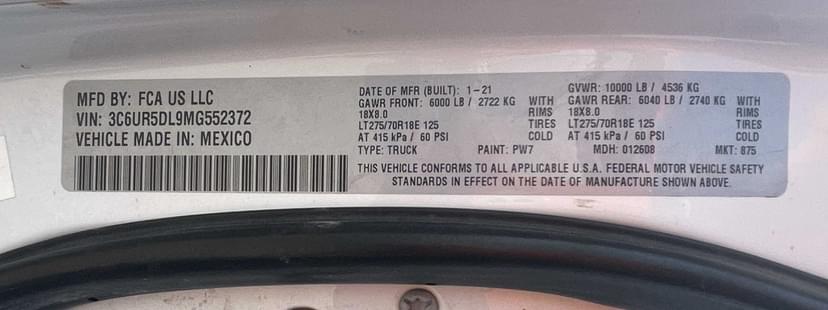 MFD BY: FCA US LLC
VIN: 3C6UR5DL9MG552372
VEHICLE MADE IN: MEXICO
DATE OF MFR (BUILT): 1-21
GAWR FRONT: 6000 LB / 2722 KG WITH
18X8.0 RIMS
LT275/70R18E 125 TIRES
AT 415 kPa / 60 PSI COLD
GVWR: 10000 LB / 4536 KG
GAWR REAR: 6040 LB / 2740 KG WITH
18X8.0 RIMS
LT275/70R18E 125 TIRES
AT 415 kPa / 60 PSI COLD
TYPE: TRUCK PAINT: PW7 MDH: 012608 MKT: 875
THIS VEHICLE CONFORMS TO ALL APPLICABLE U.S.A. FEDERAL MOTOR VEHICLE SAFETY
STANDARDS IN EFFECT ON THE DATE OF MANUFACTURE SHOWN ABOVE.